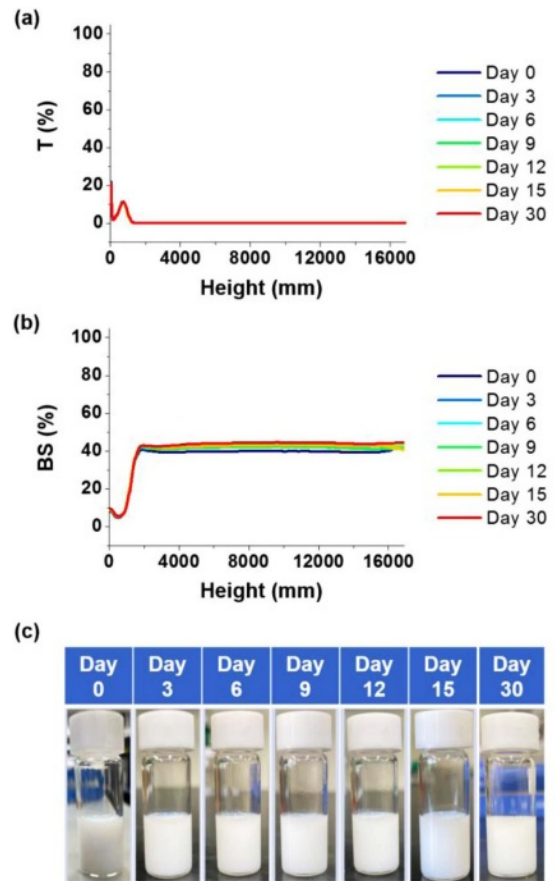 (a)
100
80
60
40
20
0
T (%)
0 4000 8000 12000 16000
Height (mm)
Day 0
Day 3
Day 6
Day 9
Day 12
Day 15
Day 30
(b)
100
80
60
40
20
0
BS (%)
0 4000 8000 12000 16000
Height (mm)
Day 0
Day 3
Day 6
Day 9
Day 12
Day 15
Day 30
(c)
Day Day Day Day Day Day Day
0 3 6 9 12 15 30